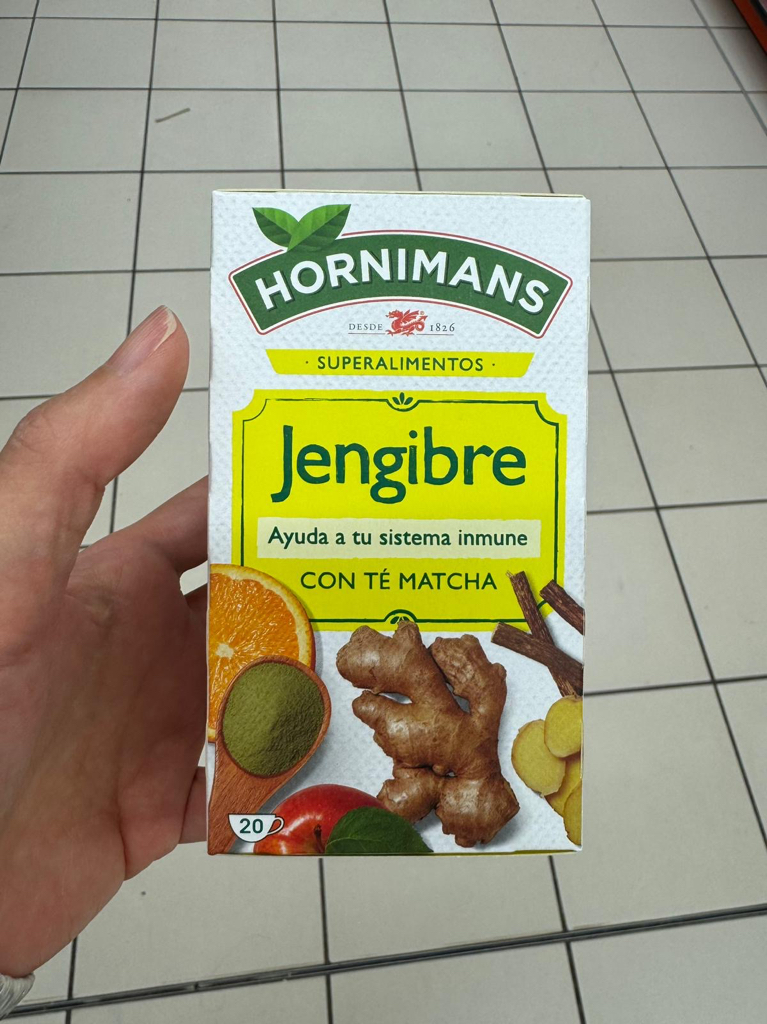 HORNIMANS
DESDE 1826
· SUPERALIMENTOS ·
Jengibre
Ayuda a tu sistema inmune
CON TÉ MATCHA
20